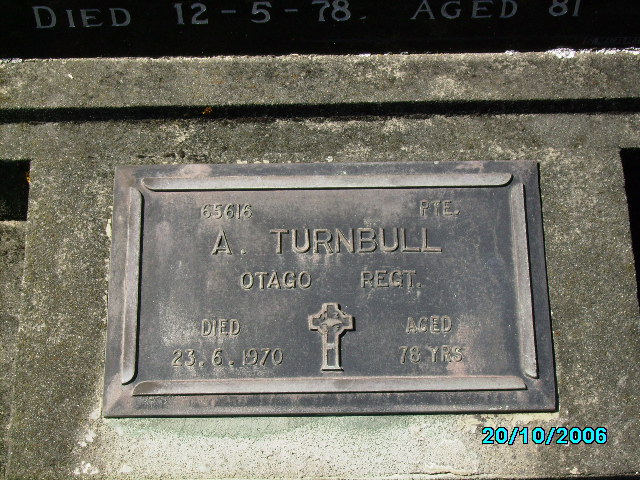 DIED 12-5-78. AGED 81
65616 PTE.
A. TURNBULL
OTAGO REGT.
DIED AGED
23.6.1970 78 YRS
20/10/2006